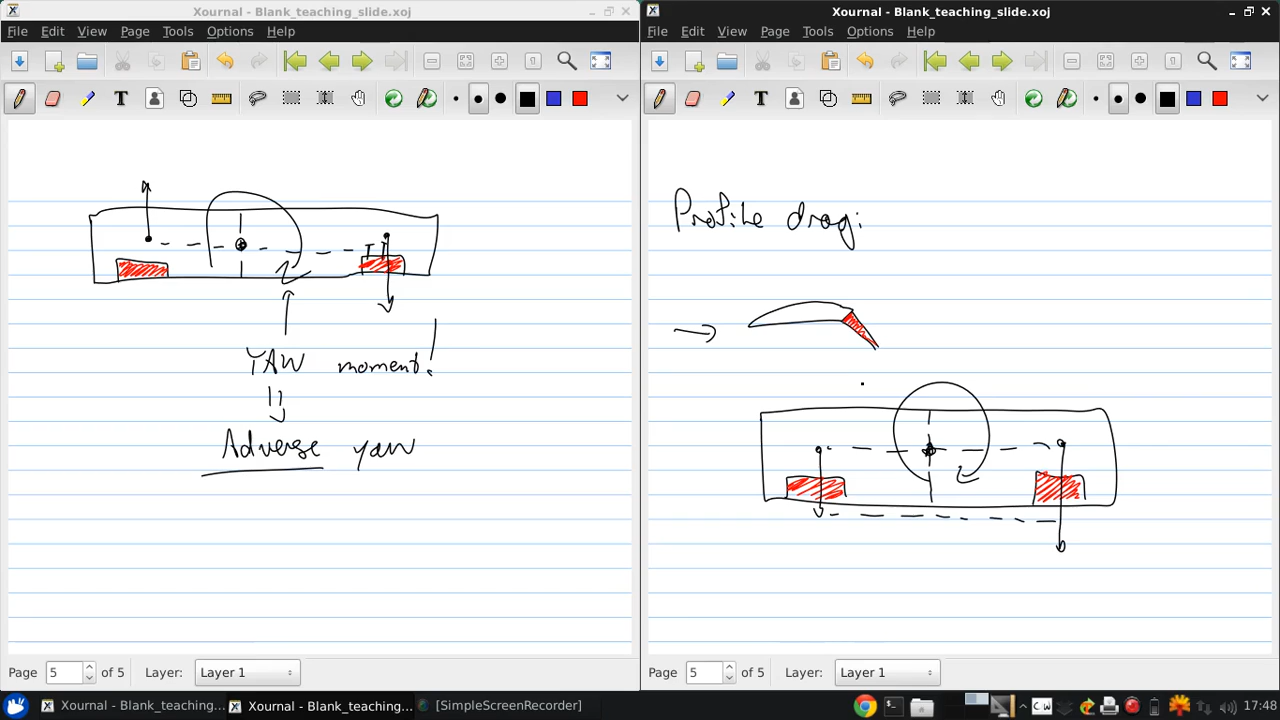 Xournal - Blank_teaching_slide.xoj
File Edit View Page Tools Options Help
YAW moment!
Adverse yaw
Page 5 of 5 Layer: Layer 1
Xournal - Blank_teaching_slide.xoj
File Edit View Page Tools Options Help
Profile drag:
Page 5 of 5 Layer: Layer 1
Xournal - Blank_teaching_... Xournal - Blank_teaching_... [SimpleScreenRecorder] 17:48